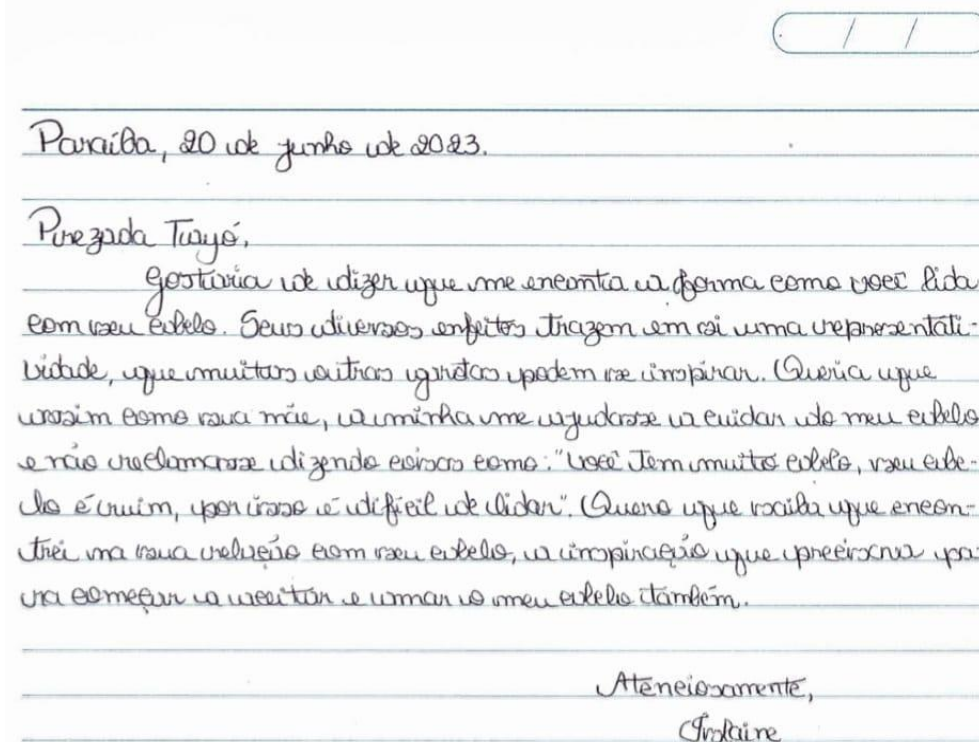 / /
Paraíba, 20 de junho de 2023.
Prezada Tayó,
Gostaria de dizer que me encanta a forma como você lida
com seu cabelo. Seus diversos enfeites trazem em si uma representati-
vidade, que muitas outras garotas podem se inspirar. Queria que
assim como sua mãe, a minha me ajudasse a cuidar do meu cabelo
e não reclamasse dizendo coisas como: "você tem muito cabelo, seu cabe-
lo é ruim, por isso é difícil de lidar". Quero que saiba que encon-
trei na sua relação com seu cabelo, a inspiração que precisava pa
ra começar a aceitar e amar o meu cabelo também.
Atenciosamente,